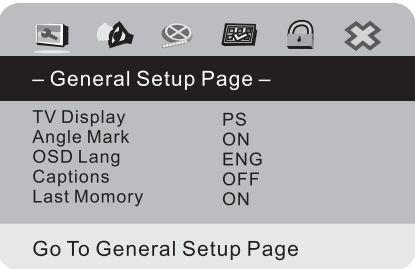 – General Setup Page –
TV Display PS
Angle Mark ON
OSD Lang ENG
Captions OFF
Last Momory ON
Go To General Setup Page